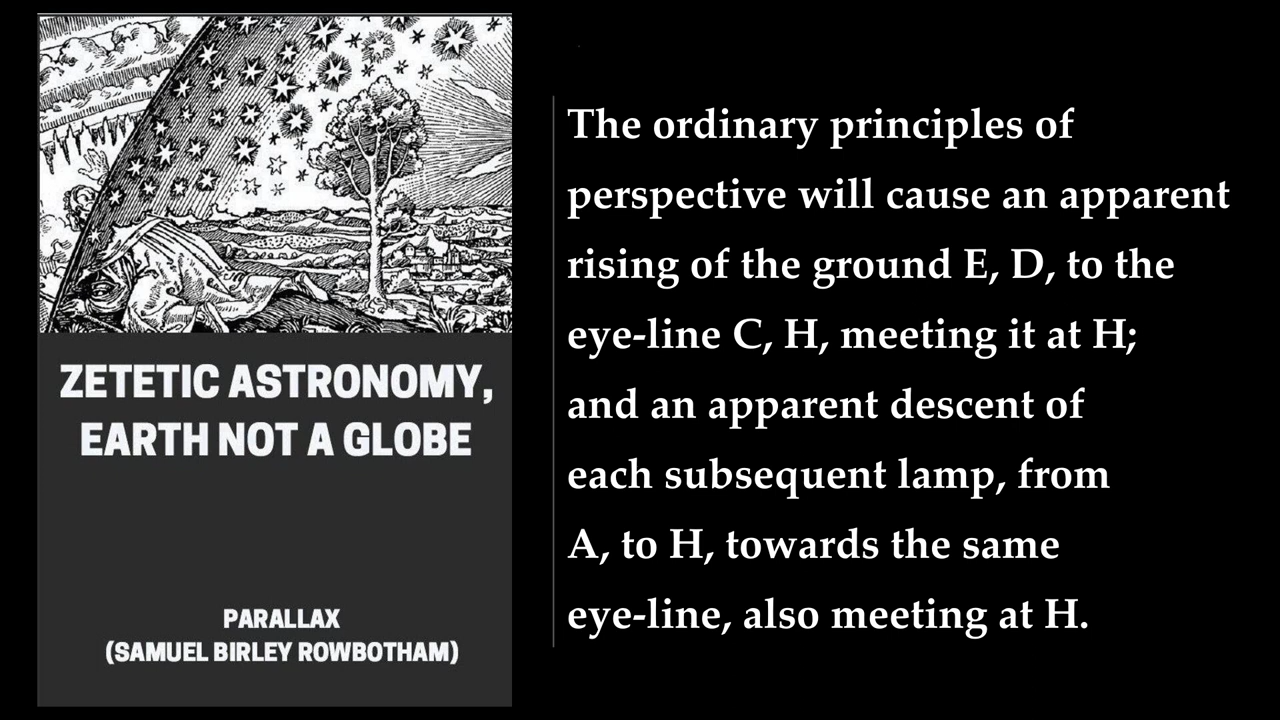 ZETETIC ASTRONOMY,
EARTH NOT A GLOBE
PARALLAX
(SAMUEL BIRLEY ROWBOTHAM)
The ordinary principles of
perspective will cause an apparent
rising of the ground E, D, to the
eye-line C, H, meeting it at H;
and an apparent descent of
each subsequent lamp, from
A, to H, towards the same
eye-line, also meeting at H.